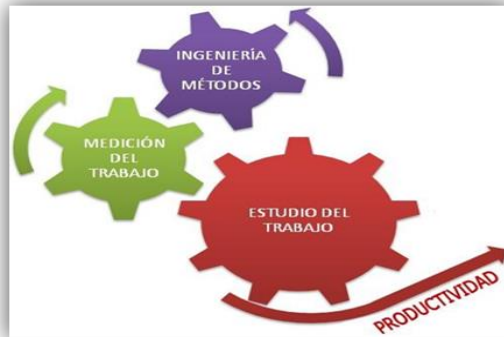 INGENIERÍA
DE
MÉTODOS
MEDICIÓN
DEL
TRABAJO
ESTUDIO DEL
TRABAJO
PRODUCTIVIDAD